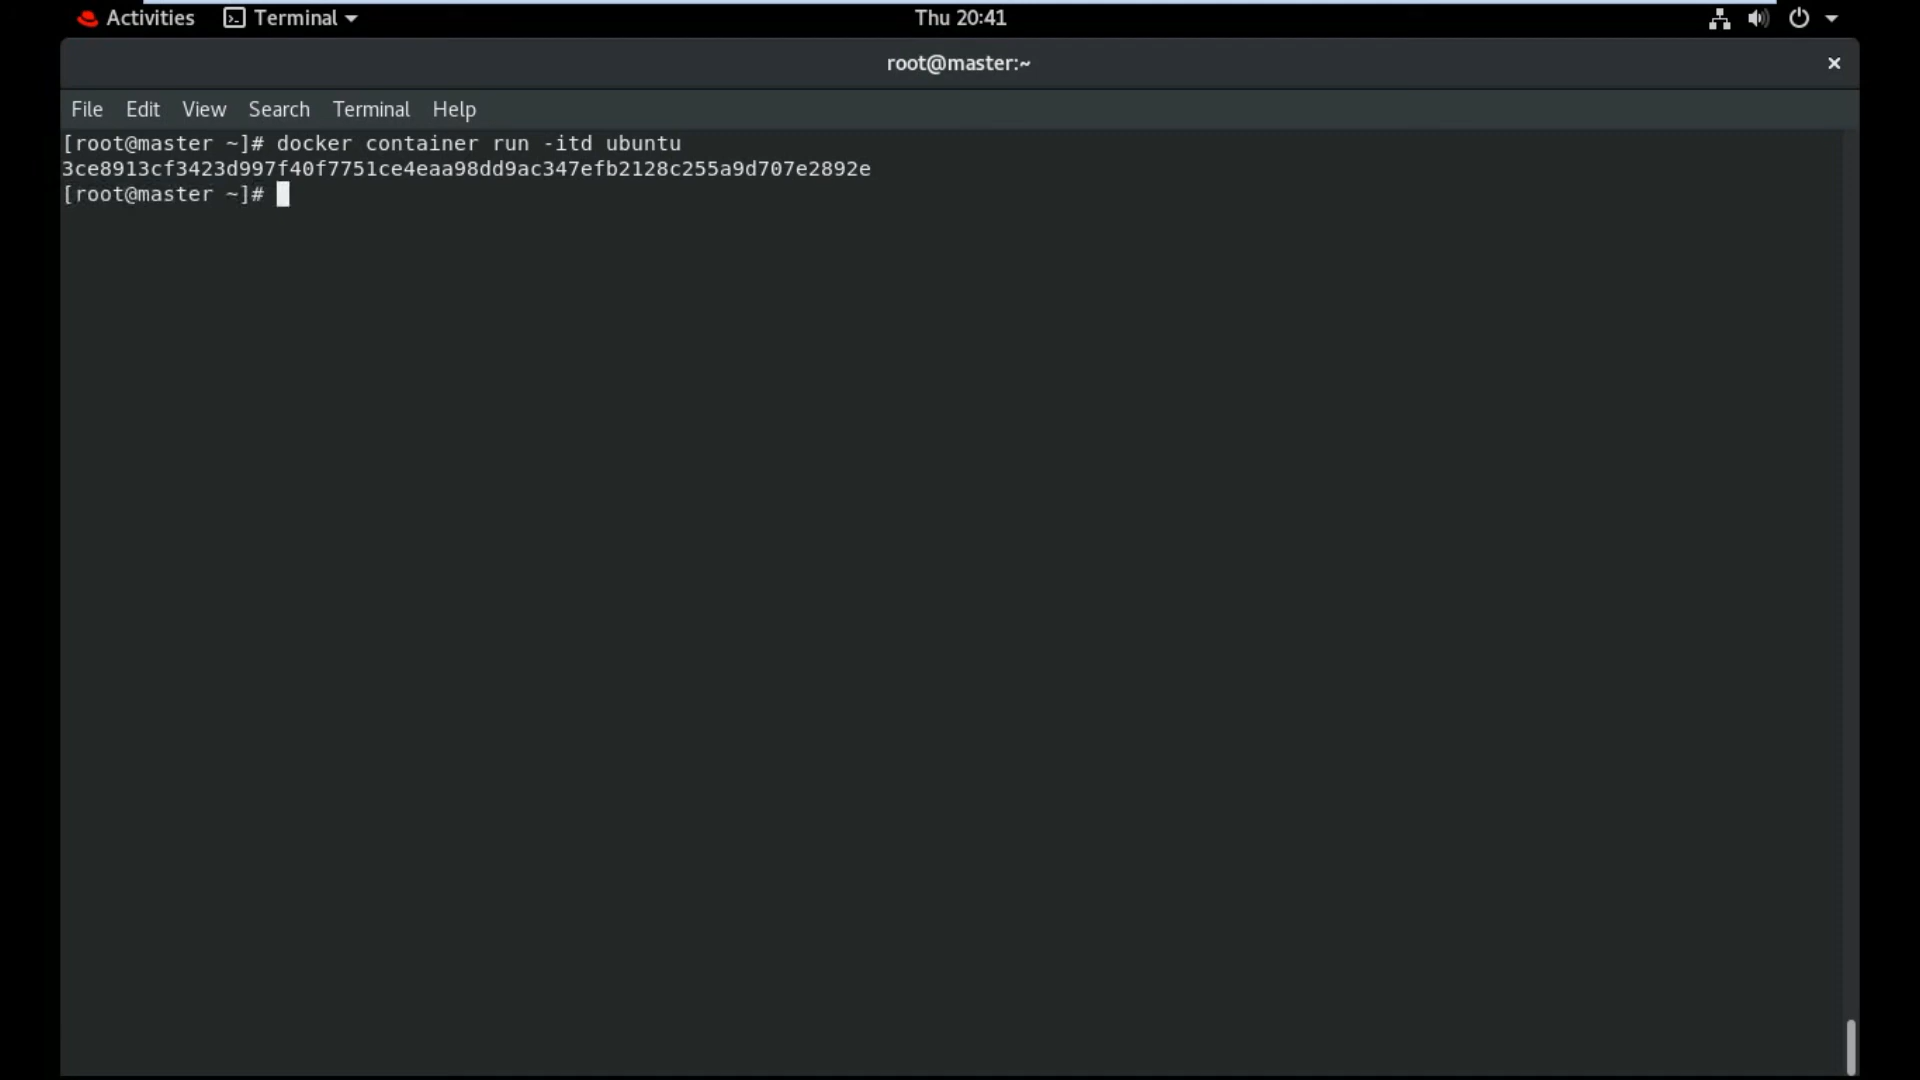 Activities Terminal Thu 20:41
root@master:~
File Edit View Search Terminal Help
[root@master ~]# docker container run -itd ubuntu
3ce8913cf3423d997f40f7751ce4eaa98dd9ac347efb2128c255a9d707e2892e
[root@master ~]#